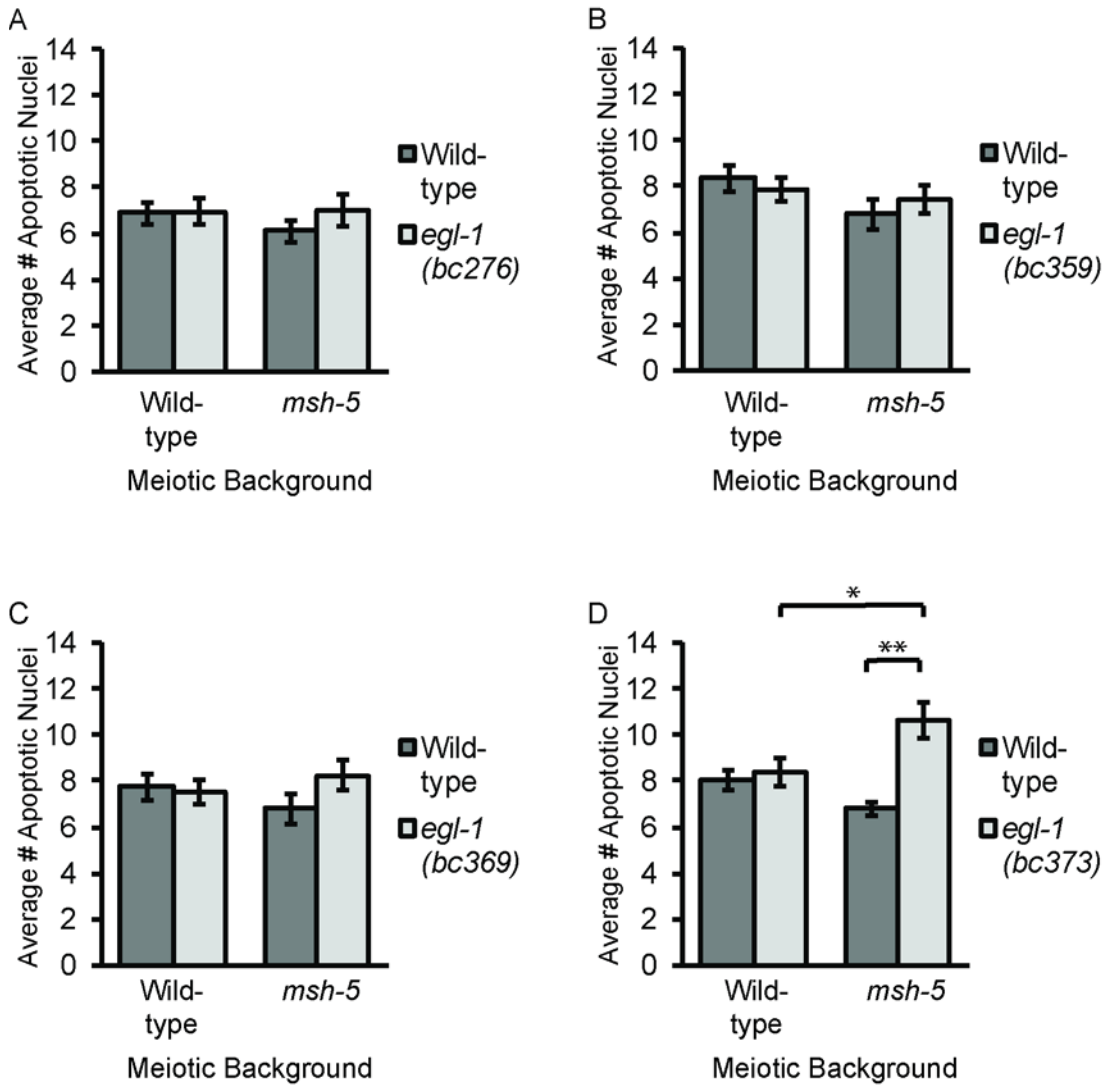 A
Average # Apoptotic Nuclei
14
12
10
8
6
4
2
0
Wild-
type
msh-5
Meiotic Background
Wild-
type
egl-1
(bc276)
B
Average # Apoptotic Nuclei
14
12
10
8
6
4
2
0
Wild-
type
msh-5
Meiotic Background
Wild-
type
egl-1
(bc359)
C
Average # Apoptotic Nuclei
14
12
10
8
6
4
2
0
Wild-
type
msh-5
Meiotic Background
Wild-
type
egl-1
(bc369)
D
*
**
Average # Apoptotic Nuclei
14
12
10
8
6
4
2
0
Wild-
type
msh-5
Meiotic Background
Wild-
type
egl-1
(bc373)